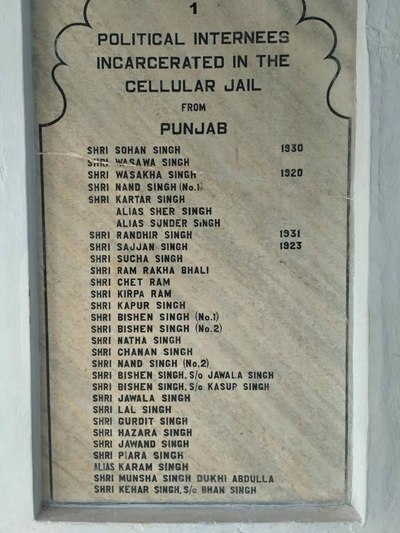 1
POLITICAL INTERNEES
INCARCERATED IN THE
CELLULAR JAIL
FROM
PUNJAB
SHRI SOHAN SINGH 1930
SHRI WASAWA SINGH
SHRI WASAKHA SINGH 1920
SHRI NAND SINGH (No.1)
SHRI KARTAR SINGH
ALIAS SHER SINGH
ALIAS SUNDER SINGH
SHRI RANDHIR SINGH 1931
SHRI SAJJAN SINGH 1923
SHRI SUCHA SINGH
SHRI RAM RAKHA BHALI
SHRI CHET RAM
SHRI KIRPA RAM
SHRI KAPUR SINGH
SHRI BISHEN SINGH (No.1)
SHRI BISHEN SINGH (No.2)
SHRI NATHA SINGH
SHRI CHANAN SINGH
SHRI NAND SINGH (No.2)
SHRI BISHEN SINGH, S/o JAWALA SINGH
SHRI BISHEN SINGH, S/o KASUP SINGH
SHRI JAWALA SINGH
SHRI LAL SINGH
SHRI GURDIT SINGH
SHRI HAZARA SINGH
SHRI JAWAND SINGH
SHRI PIARA SINGH
ALIAS KARAM SINGH
SHRI MUNSHA SINGH DUKHI ABDULLA
SHRI KEHAR SINGH, S/o BHAN SINGH